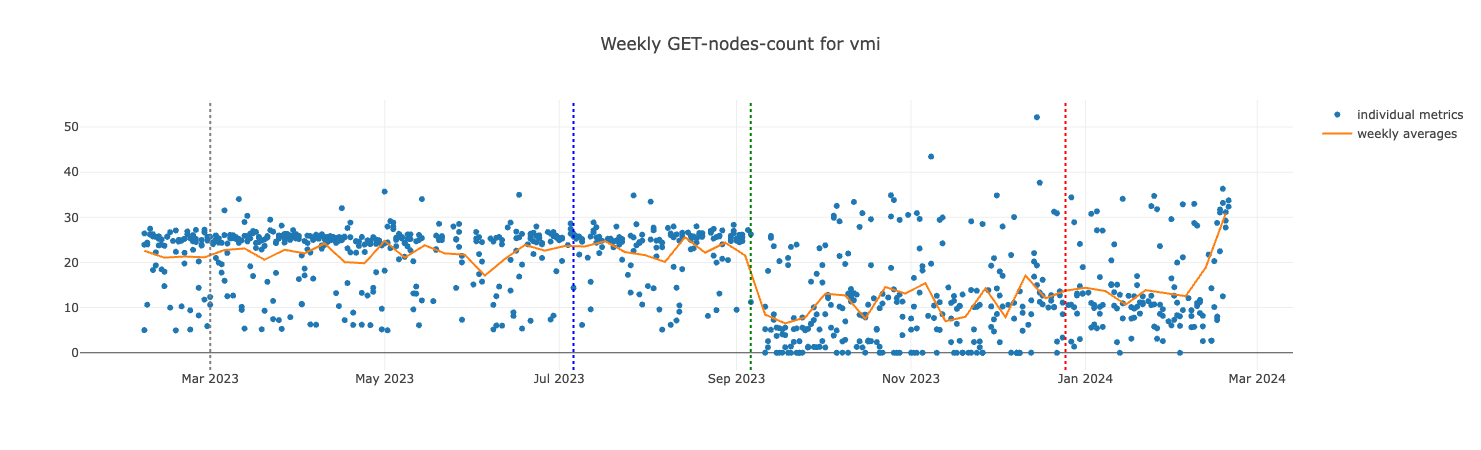 Weekly GET-nodes-count for vmi
individual metrics
weekly averages
50
40
30
20
10
0
Mar 2023 May 2023 Jul 2023 Sep 2023 Nov 2023 Jan 2024 Mar 2024